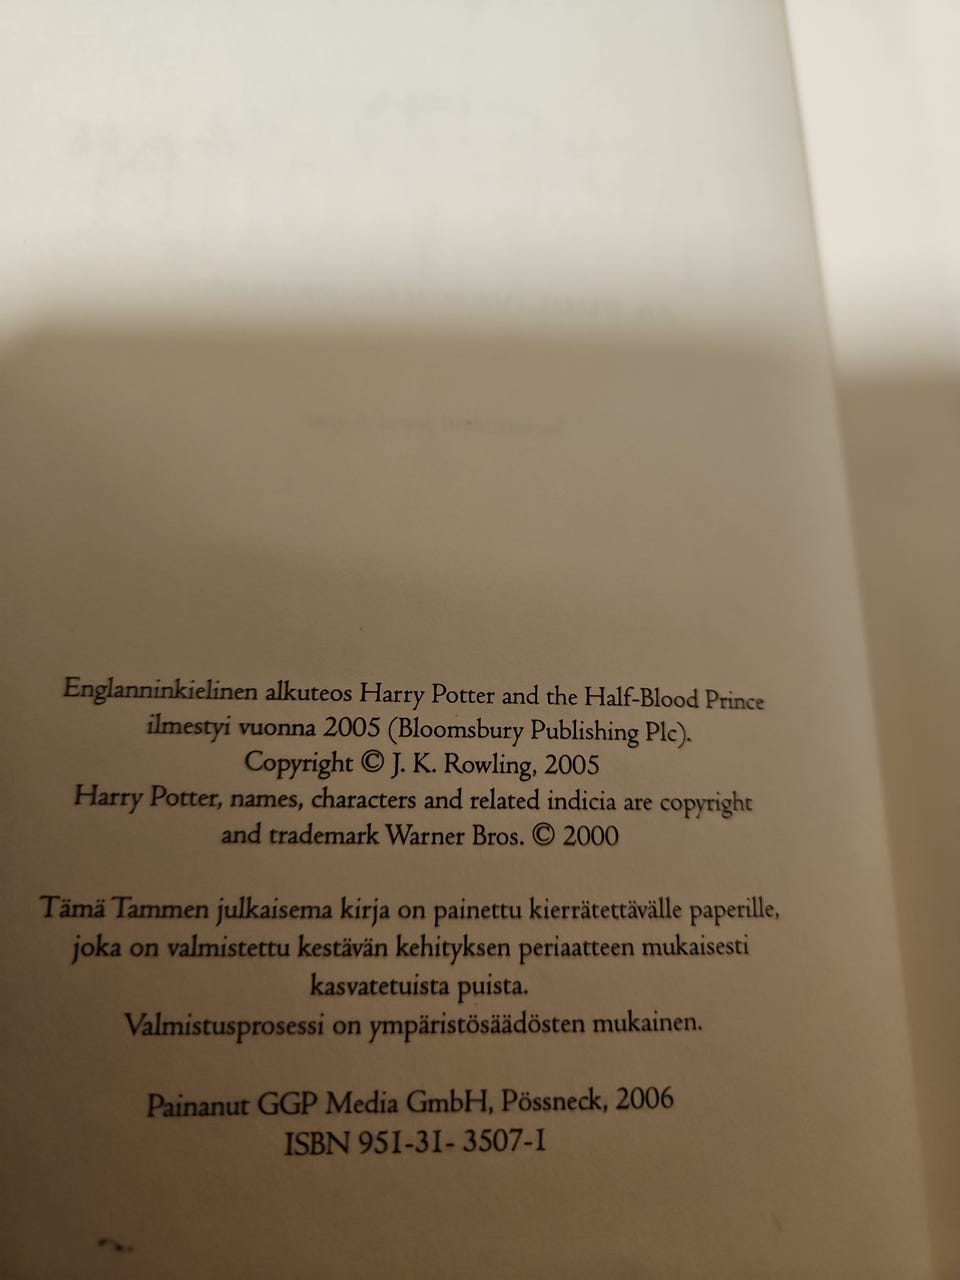 Englanninkielinen alkuteos Harry Potter and the Half-Blood Prince
ilmestyi vuonna 2005 (Bloomsbury Publishing Plc).
Copyright © J. K. Rowling, 2005
Harry Potter, names, characters and related indicia are copyright
and trademark Warner Bros. © 2000
Tämä Tammen julkaisema kirja on painettu kierrätettävälle paperille,
joka on valmistettu kestävän kehityksen periaatteen mukaisesti
kasvatetuista puista.
Valmistusprosessi on ympäristösäädösten mukainen.
Painanut GGP Media GmbH, Pössneck, 2006
ISBN 951-31- 3507-1